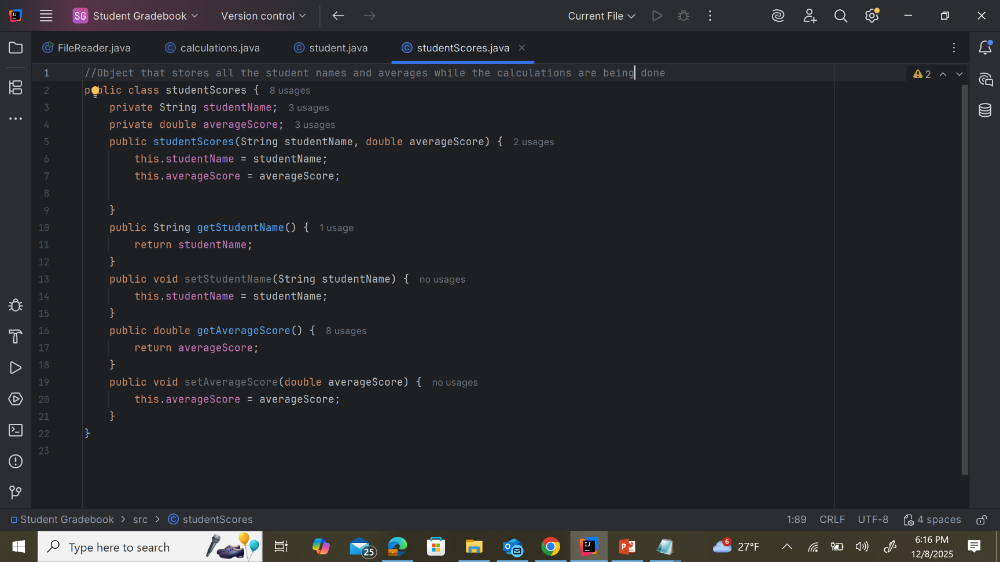 SG Student Gradebook Version control Current File
FileReader.java calculations.java student.java studentScores.java
1 //Object that stores all the student names and averages while the calculations are being done 2
2 public class studentScores { 8 usages
3 private String studentName; 3 usages
4 private double averageScore; 3 usages
5 public studentScores(String studentName, double averageScore) { 2 usages
6 this.studentName = studentName;
7 this.averageScore = averageScore;
8
9 }
10 public String getStudentName() { 1 usage
11 return studentName;
12 }
13 public void setStudentName(String studentName) { no usages
14 this.studentName = studentName;
15 }
16 public double getAverageScore() { 8 usages
17 return averageScore;
18 }
19 public void setAverageScore(double averageScore) { no usages
20 this.averageScore = averageScore;
21 }
22 }
23
Student Gradebook > src > studentScores 1:89 CRLF UTF-8 4 spaces
Type here to search 25 6 27°F 6:16 PM
12/8/2025